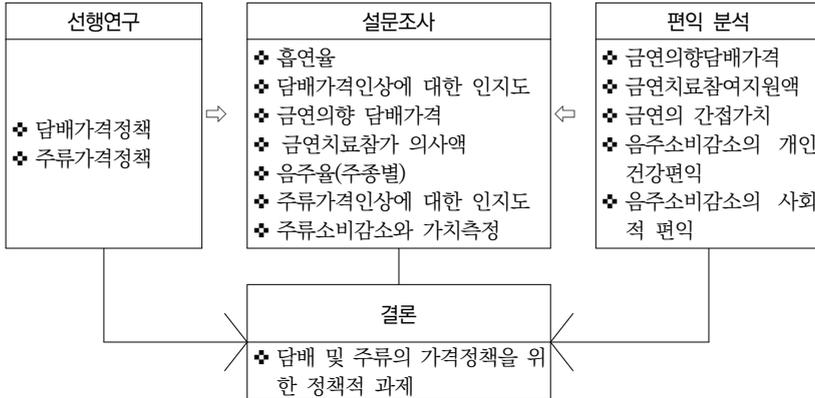 선행연구
❖ 담배가격정책
❖ 주류가격정책
설문조사
❖ 흡연율
❖ 담배가격인상에 대한 인지도
❖ 금연의향 담배가격
❖ 금연치료참가 의사액
❖ 음주율(주종별)
❖ 주류가격인상에 대한 인지도
❖ 주류소비감소와 가치측정
편익 분석
❖ 금연의향담배가격
❖ 금연치료참여지원액
❖ 금연의 간접가치
❖ 음주소비감소의 개인
건강편익
❖ 음주소비감소의 사회
적 편익
결론
❖ 담배 및 주류의 가격정책을 위
한 정책적 과제